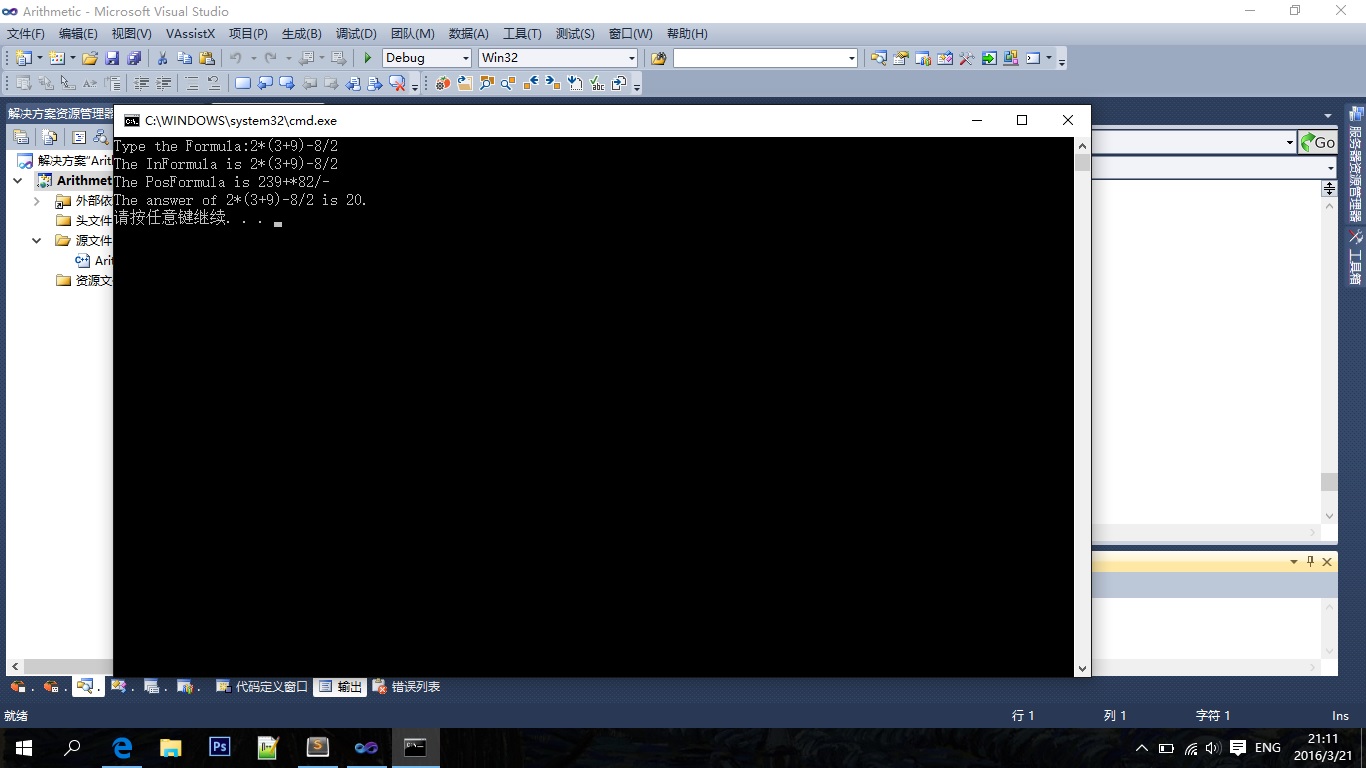 Arithmetic - Microsoft Visual Studio
文件(F) 编辑(E) 视图(V) VAssistX 项目(P) 生成(B) 调试(D) 团队(M) 数据(A) 工具(T) 测试(S) 窗口(W) 帮助(H)
Debug Win32
解决方案资源管理器
C:\WINDOWS\system32\cmd.exe
Type the Formula:2*(3+9)-8/2
The InFormula is 2*(3+9)-8/2
The PosFormula is 239+*82/-
The answer of 2*(3+9)-8/2 is 20.
请按任意键继续. . .
Go
解决方案"Arit
Arithmet
外部依
头文件
源文件
Arit
资源文
服务器资源管理器
工具箱
代码定义窗口 输出 错误列表
就绪 行 1 列 1 字符 1 Ins
Ps S ENG 21:11
2016/3/21